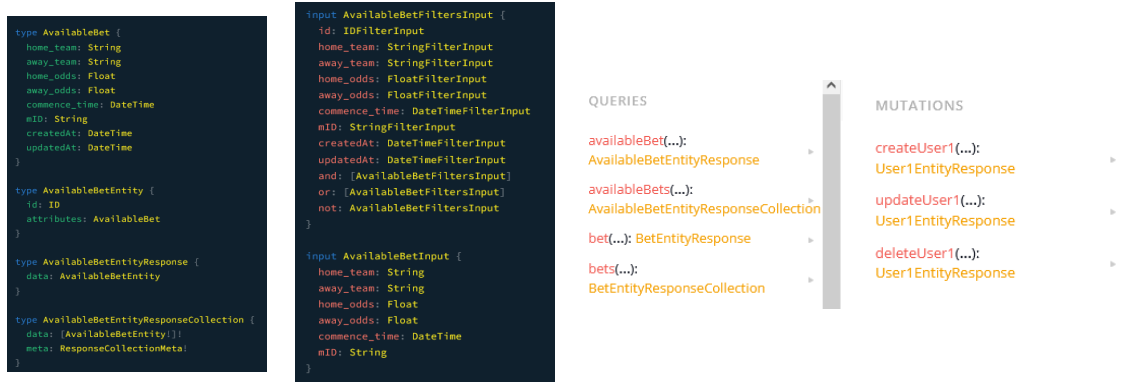 type AvailableBet {
home_team: String
away_team: String
home_odds: Float
away_odds: Float
commence_time: DateTime
mID: String
createdAt: DateTime
updatedAt: DateTime
}
type AvailableBetEntity {
id: ID
attributes: AvailableBet
}
type AvailableBetEntityResponse {
data: AvailableBetEntity
}
type AvailableBetEntityResponseCollection {
data: [AvailableBetEntity!]!
meta: ResponseCollectionMeta!
}
input AvailableBetFiltersInput {
id: IDFilterInput
home_team: StringFilterInput
away_team: StringFilterInput
home_odds: FloatFilterInput
away_odds: FloatFilterInput
commence_time: DateTimeFilterInput
mID: StringFilterInput
createdAt: DateTimeFilterInput
updatedAt: DateTimeFilterInput
and: [AvailableBetFiltersInput]
or: [AvailableBetFiltersInput]
not: AvailableBetFiltersInput
}
input AvailableBetInput {
home_team: String
away_team: String
home_odds: Float
away_odds: Float
commence_time: DateTime
mID: String
}
QUERIES
availableBet(...):
AvailableBetEntityResponse
availableBets(...):
AvailableBetEntityResponseCollection
bet(...): BetEntityResponse
bets(...):
BetEntityResponseCollection
MUTATIONS
createUser1(...):
User1EntityResponse
updateUser1(...):
User1EntityResponse
deleteUser1(...):
User1EntityResponse